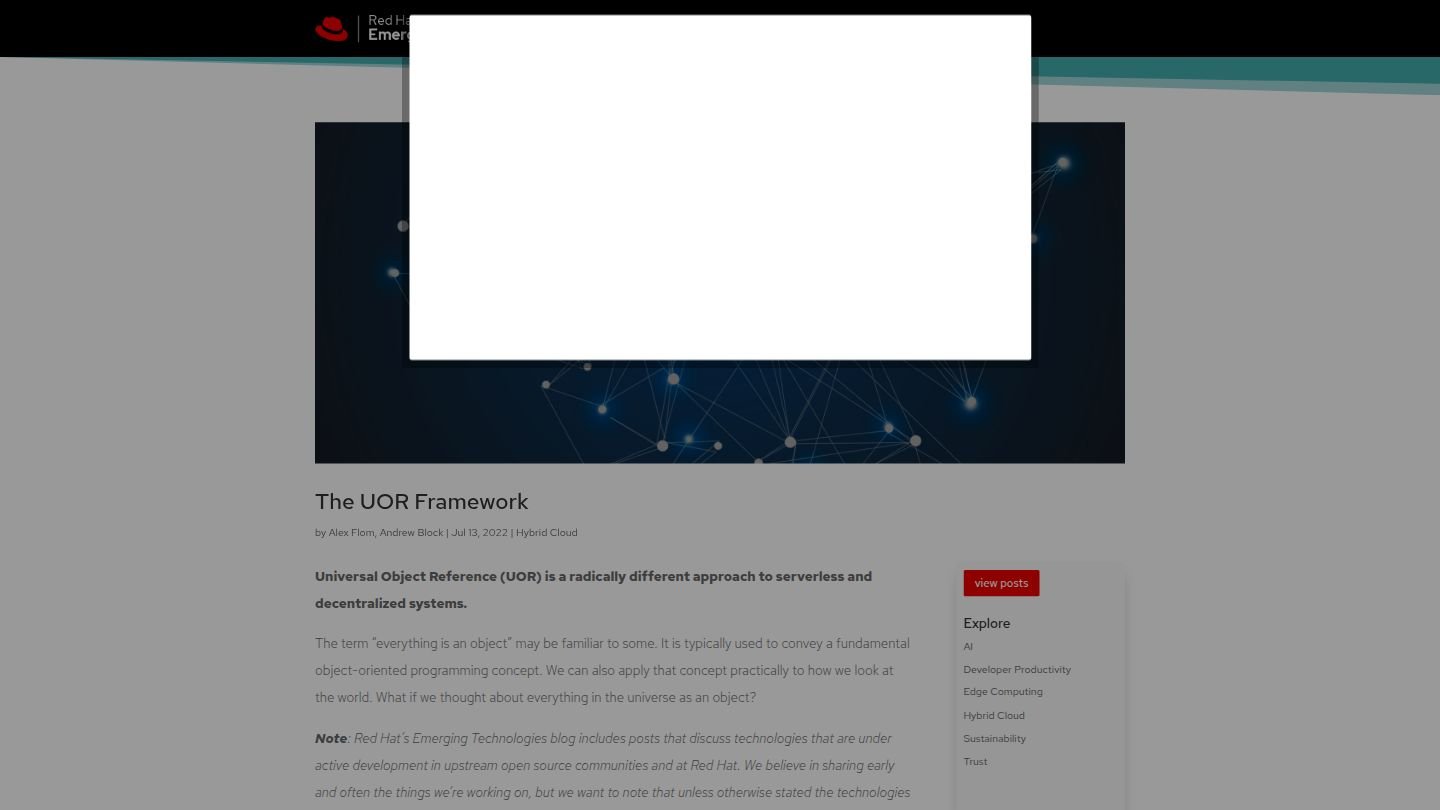 Red Ha
Emerg
The UOR Framework
by Alex Flom, Andrew Block | Jul 13, 2022 | Hybrid Cloud
Universal Object Reference (UOR) is a radically different approach to serverless and
decentralized systems.
The term “everything is an object” may be familiar to some. It is typically used to convey a fundamental
object-oriented programming concept. We can also apply that concept practically to how we look at
the world. What if we thought about everything in the universe as an object?
Note: Red Hat’s Emerging Technologies blog includes posts that discuss technologies that are under
active development in upstream open source communities and at Red Hat. We believe in sharing early
and often the things we’re working on, but we want to note that unless otherwise stated the technologies
view posts
Explore
AI
Developer Productivity
Edge Computing
Hybrid Cloud
Sustainability
Trust